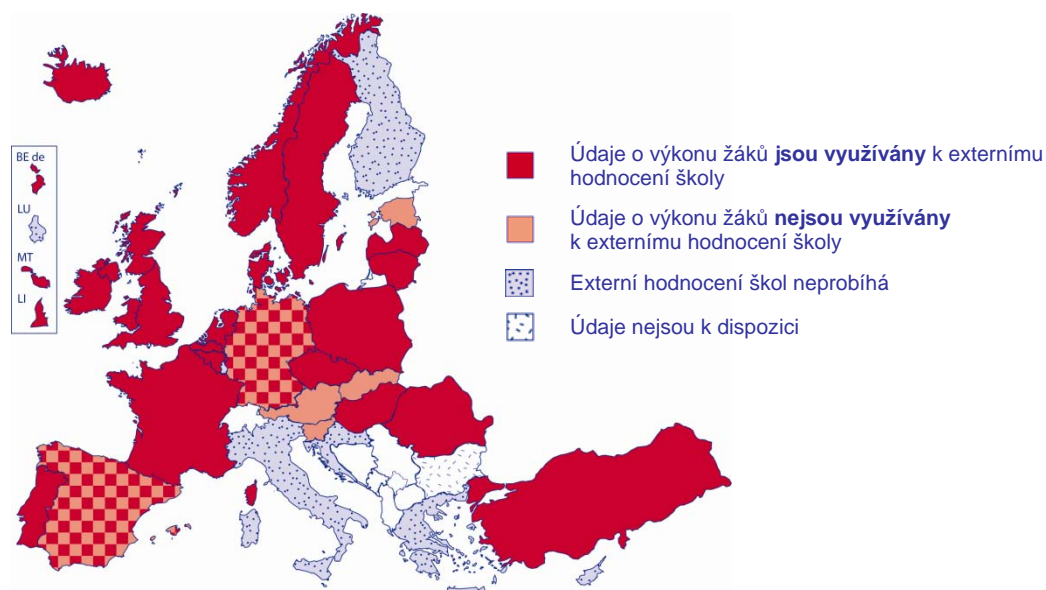 BE de
LU
MT
LI
Údaje o výkonu žáků jsou využívány k externímu
hodnocení školy
Údaje o výkonu žáků nejsou využívány
k externímu hodnocení školy
Externí hodnocení škol neprobíhá
Údaje nejsou k dispozici